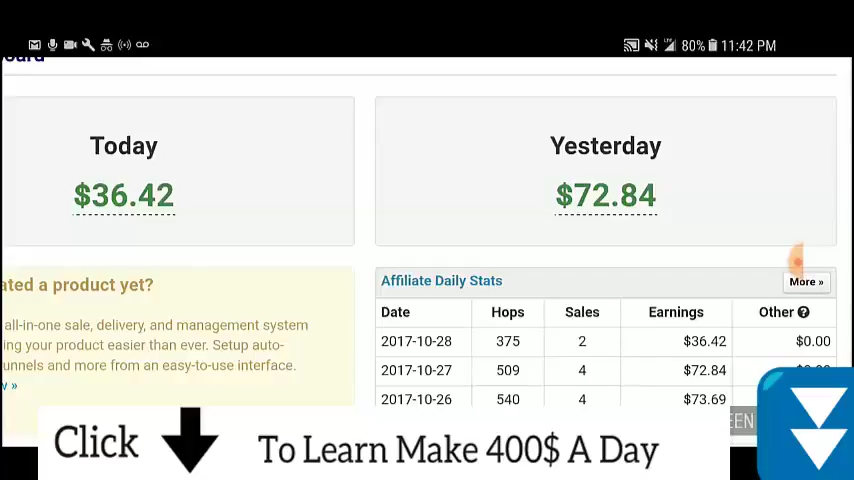 80% 11:42 PM
Today
$36.42
Yesterday
$72.84
ated a product yet?
all-in-one sale, delivery, and management system
ing your product easier than ever. Setup auto-
unnels and more from an easy-to-use interface.
Affiliate Daily Stats More »
Date Hops Sales Earnings Other
2017-10-28 375 2 $36.42 $0.00
2017-10-27 509 4 $72.84
2017-10-26 540 4 $73.69
Click To Learn Make 400$ A Day